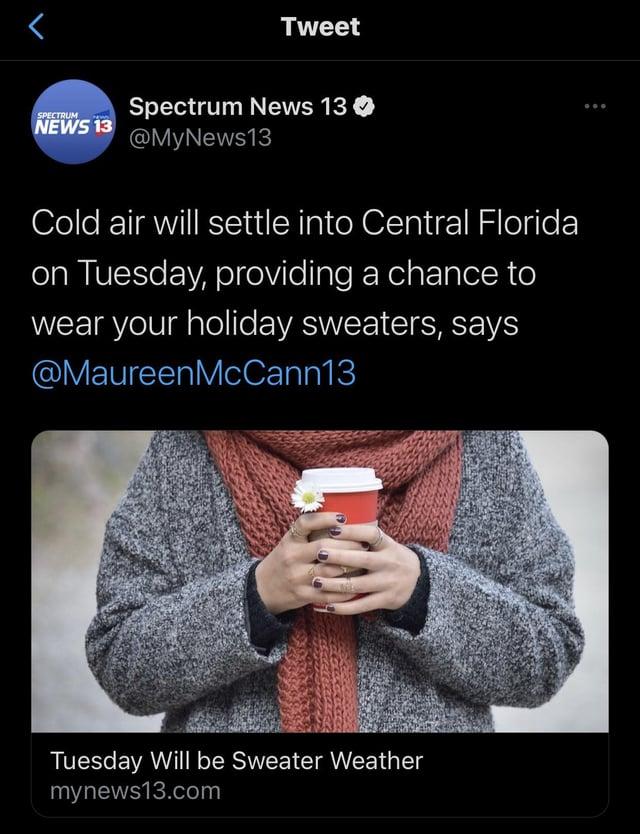 Tweet
SPECTRUM
NEWS 13
Spectrum News 13
@MyNews13
Cold air will settle into Central Florida
on Tuesday, providing a chance to
wear your holiday sweaters, says
@MaureenMcCann13
Tuesday Will be Sweater Weather
mynews13.com